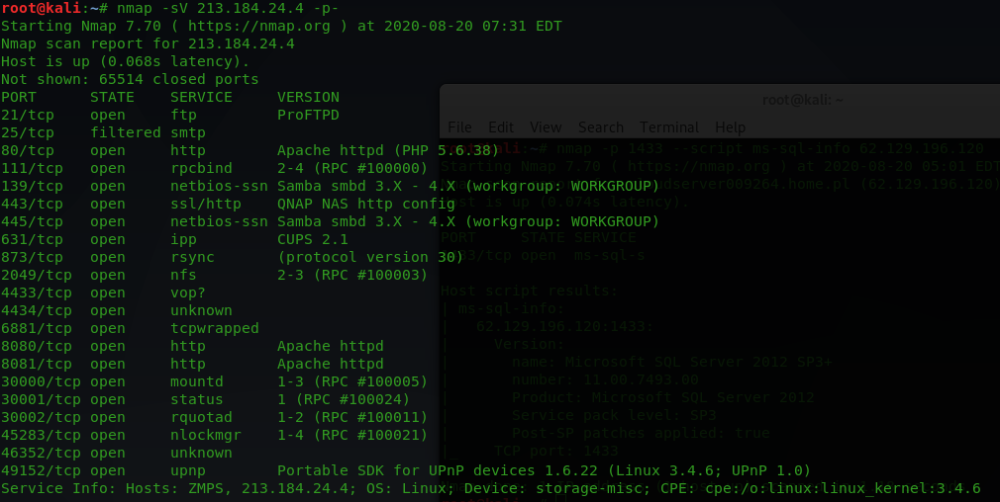 root@kali:~# nmap -sV 213.184.24.4 -p-
Starting Nmap 7.70 ( https://nmap.org ) at 2020-08-20 07:31 EDT
Nmap scan report for 213.184.24.4
Host is up (0.068s latency).
Not shown: 65514 closed ports
PORT      STATE    SERVICE     VERSION
21/tcp    open     ftp         ProFTPD
25/tcp    filtered smtp
80/tcp    open     http        Apache httpd (PHP 5.6.38)
111/tcp   open     rpcbind     2-4 (RPC #100000)
139/tcp   open     netbios-ssn Samba smbd 3.X - 4.X (workgroup: WORKGROUP)
443/tcp   open     ssl/http    QNAP NAS http config
445/tcp   open     netbios-ssn Samba smbd 3.X - 4.X (workgroup: WORKGROUP)
631/tcp   open     ipp         CUPS 2.1
873/tcp   open     rsync       (protocol version 30)
2049/tcp  open     nfs         2-3 (RPC #100003)
4433/tcp  open     vop?
4434/tcp  open     unknown
6881/tcp  open     tcpwrapped
8080/tcp  open     http        Apache httpd
8081/tcp  open     http        Apache httpd
30000/tcp open     mountd      1-3 (RPC #100005)
30001/tcp open     status      1 (RPC #100024)
30002/tcp open     rquotad     1-2 (RPC #100011)
45283/tcp open     nlockmgr    1-4 (RPC #100021)
46352/tcp open     unknown
49152/tcp open     upnp        Portable SDK for UPnP devices 1.6.22 (Linux 3.4.6; UPnP 1.0)
Service Info: Hosts: ZMPS, 213.184.24.4; OS: Linux; Device: storage-misc; CPE: cpe:/o:linux:linux_kernel:3.4.6
root@kali: ~
File Edit View Search Terminal Help
# nmap -p 1433 --script ms-sql-info 62.129.196.120
Starting Nmap 7.70 ( https://nmap.org ) at 2020-08-20 05:01 EDT
home.pl (62.129.196.120)
is up (0.074s latency).
PORT STATE SERVICE
open ms-sql-s
Host script results:
| ms-sql-info:
| 62.129.196.120:1433:
| Version:
| name: Microsoft SQL Server 2012 SP3+
| number: 11.00.7493.00
| Product: Microsoft SQL Server 2012
| Service pack level: SP3
| Post-SP patches applied: true
| TCP port: 1433